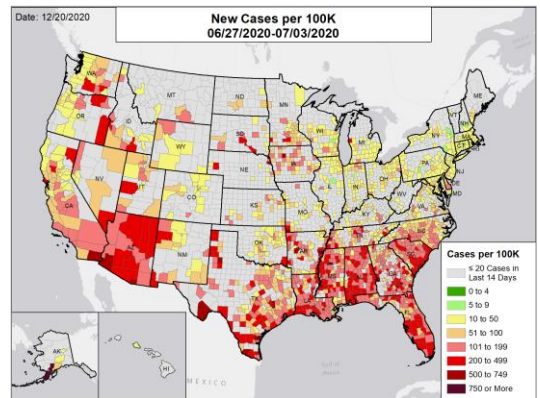 Date: 12/20/2020
New Cases per 100K
06/27/2020-07/03/2020
WA
MT
ND
MN
ME
OR
ID
SD
WI
MI
VT
NH
NY
MA
CT
WY
NE
IA
PA
NJ
NV
UT
CO
IL
IN
OH
WV
DE
MD
CA
KS
MO
KY
VA
AZ
NM
OK
AR
TN
NC
SC
TX
LA
MS
AL
GA
FL
AK
HI
MEXICO
Gulf of
Cases per 100K
≤ 20 Cases in
Last 14 Days
0 to 4
5 to 9
10 to 50
51 to 100
101 to 199
200 to 499
500 to 749
750 or More